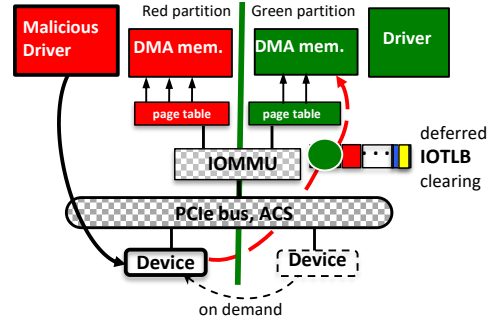 Red partition
Green partition
Malicious
Driver
DMA mem.
DMA mem.
Driver
page table
page table
deferred
IOTLB
clearing
IOMMU
PCIe bus, ACS
Device
Device
on demand